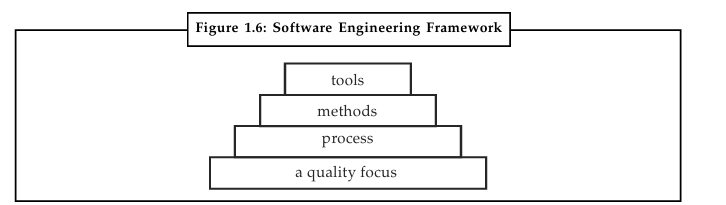 Figure 1.6: Software Engineering Framework
tools
methods
process
a quality focus